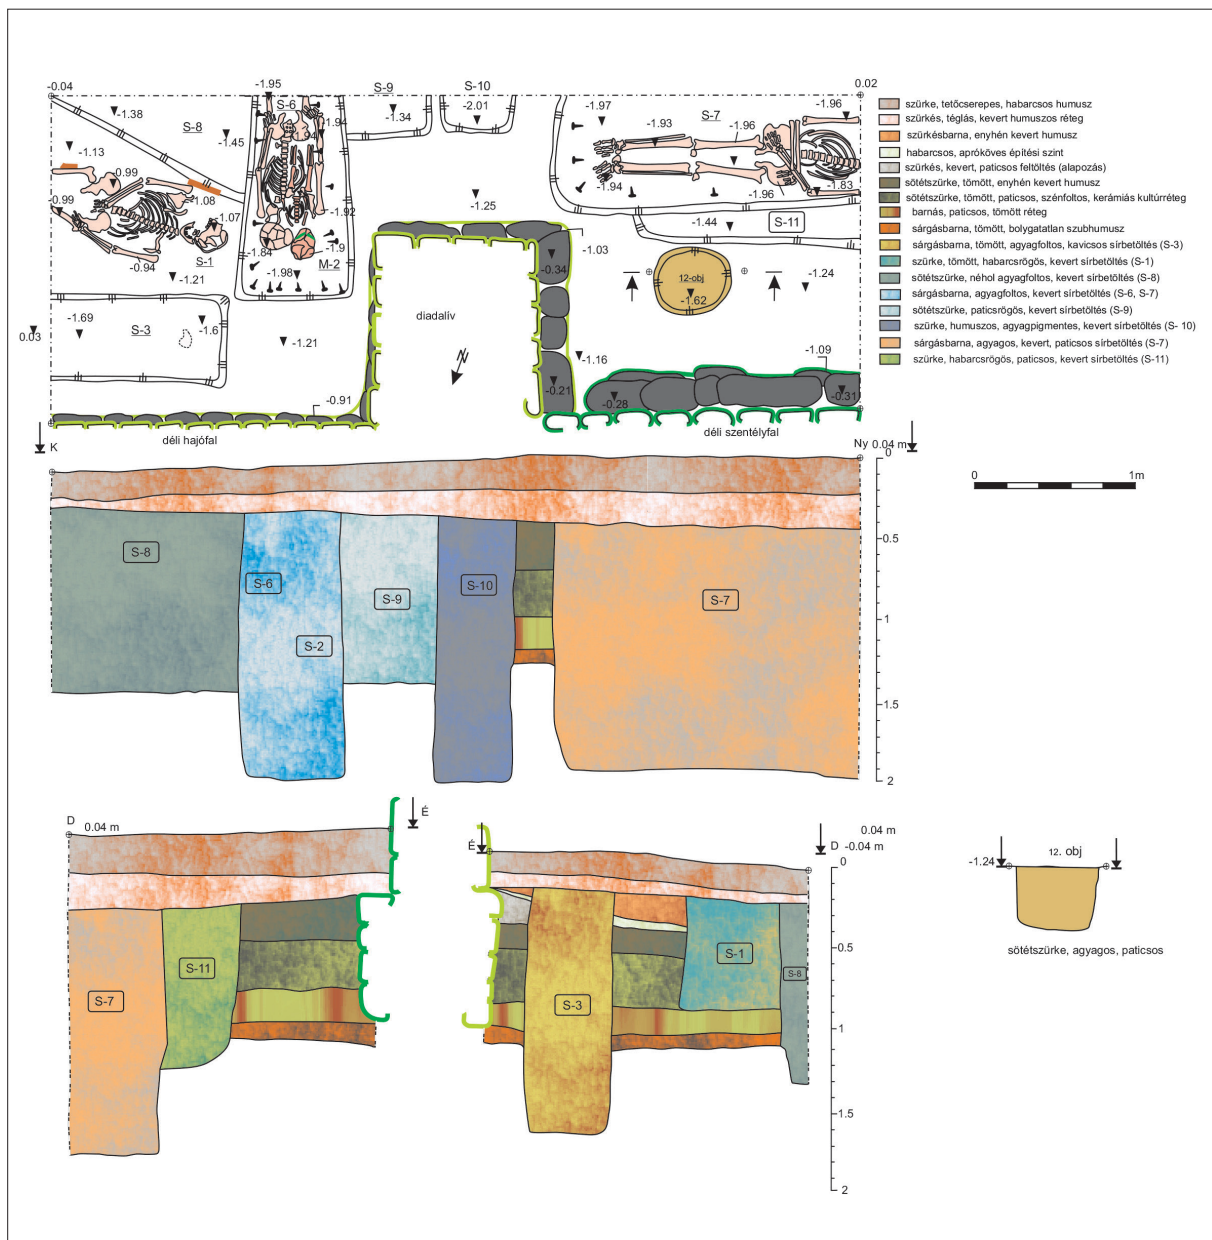 -0.04
-1.95
S-9
S-10
0.02
-1.38
S-6
-1.34
-2.01
-1.97
S-7
-1.96
S-8
-1.45
-1.94
-1.94
-1.93
-1.96
-1.13
-0.99
-1.08
-1.94
-1.96
-1.83
-0.99
-1.07
-1.92
-1.25
-1.44
S-11
-0.94
S-1
-1.84
-1.9
-1.03
-1.21
-1.98
M-2
-0.34
12-obj
-1.24
-1.62
0.03
-1.69
S-3
-1.6
-1.21
diadalív
N
-1.16
-1.09
-0.91
-0.21
-0.28
-0.31
déli hajófal
déli szentélyfal
szürke, tetőcserepes, habarcsos humusz
szürkés, téglás, kevert humuszos réteg
szürkésbarna, enyhén kevert humusz
habarcsos, apróköves építési szint
szürkés, kevert, paticsos feltöltés (alapozás)
sötétszürke, tömött, enyhén kevert humusz
sötétszürke, tömött, paticsos, szénfoltos, kerámiás kultúrréteg
barnás, paticsos, tömött réteg
sárgásbarna, tömött, bolygatatlan szubhumusz
sárgásbarna, tömött, agyagfoltos, kavicsos sírbetöltés (S-3)
szürke, tömött, habarcsrögös, kevert sírbetöltés (S-1)
sötétszürke, néhol agyagfoltos, kevert sírbetöltés (S-8)
sárgásbarna, agyagfoltos, kevert sírbetöltés (S-6, S-7)
sötétszürke, paticsrögös, kevert sírbetöltés (S-9)
szürke, humuszos, agyagpigmentes, kevert sírbetöltés (S- 10)
sárgásbarna, agyagos, kevert, paticsos sírbetöltés (S-7)
szürke, habarcsrögös, paticsos, kevert sírbetöltés (S-11)
K
Ny 0.04 m
0
0.5
1
1.5
2
0 1m
S-8
S-6
S-2
S-9
S-10
S-7
D 0.04 m
É
S-7
S-11
É
0.04 m
D -0.04 m
0
0.5
1
1.5
2
S-3
S-1
S-8
-1.24
12. obj
sötétszürke, agyagos, paticsos